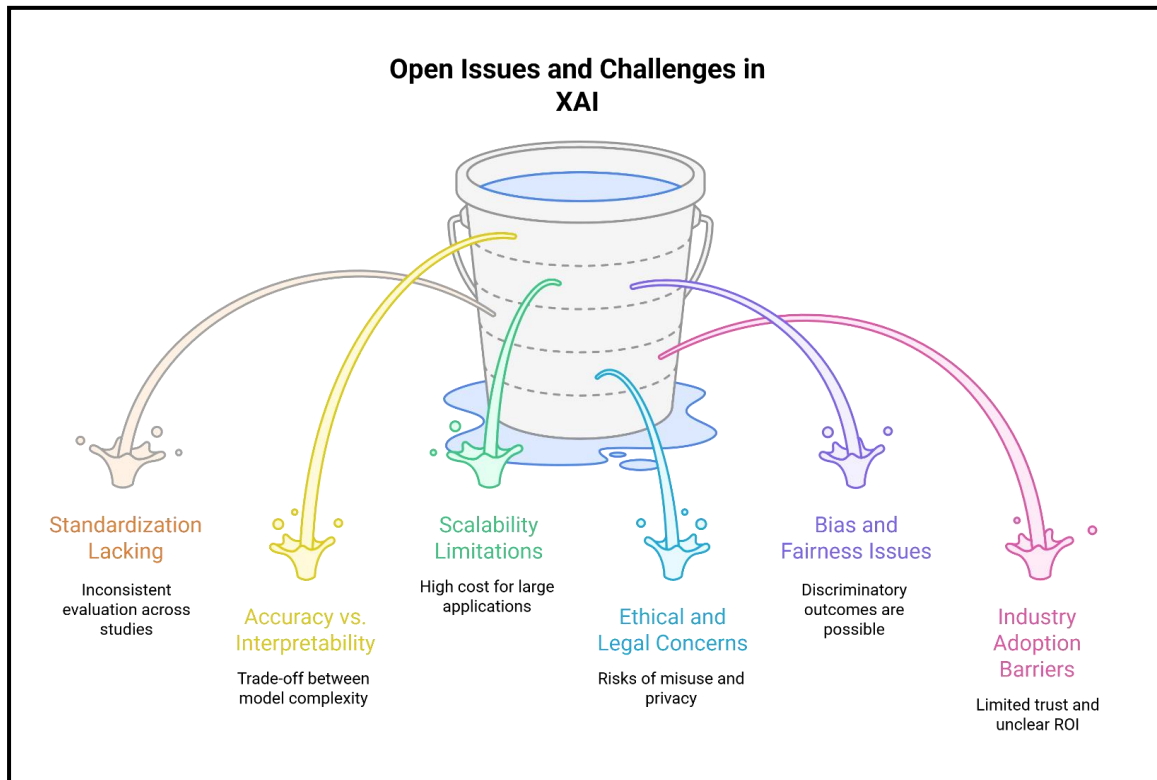 Open Issues and Challenges in
XAI
Standardization
Lacking
Inconsistent
evaluation across
studies
Accuracy vs.
Interpretability
Trade-off between
model complexity
Scalability
Limitations
High cost for large
applications
Ethical and
Legal Concerns
Risks of misuse and
privacy
Bias and
Fairness Issues
Discriminatory
outcomes are
possible
Industry
Adoption
Barriers
Limited trust and
unclear ROI